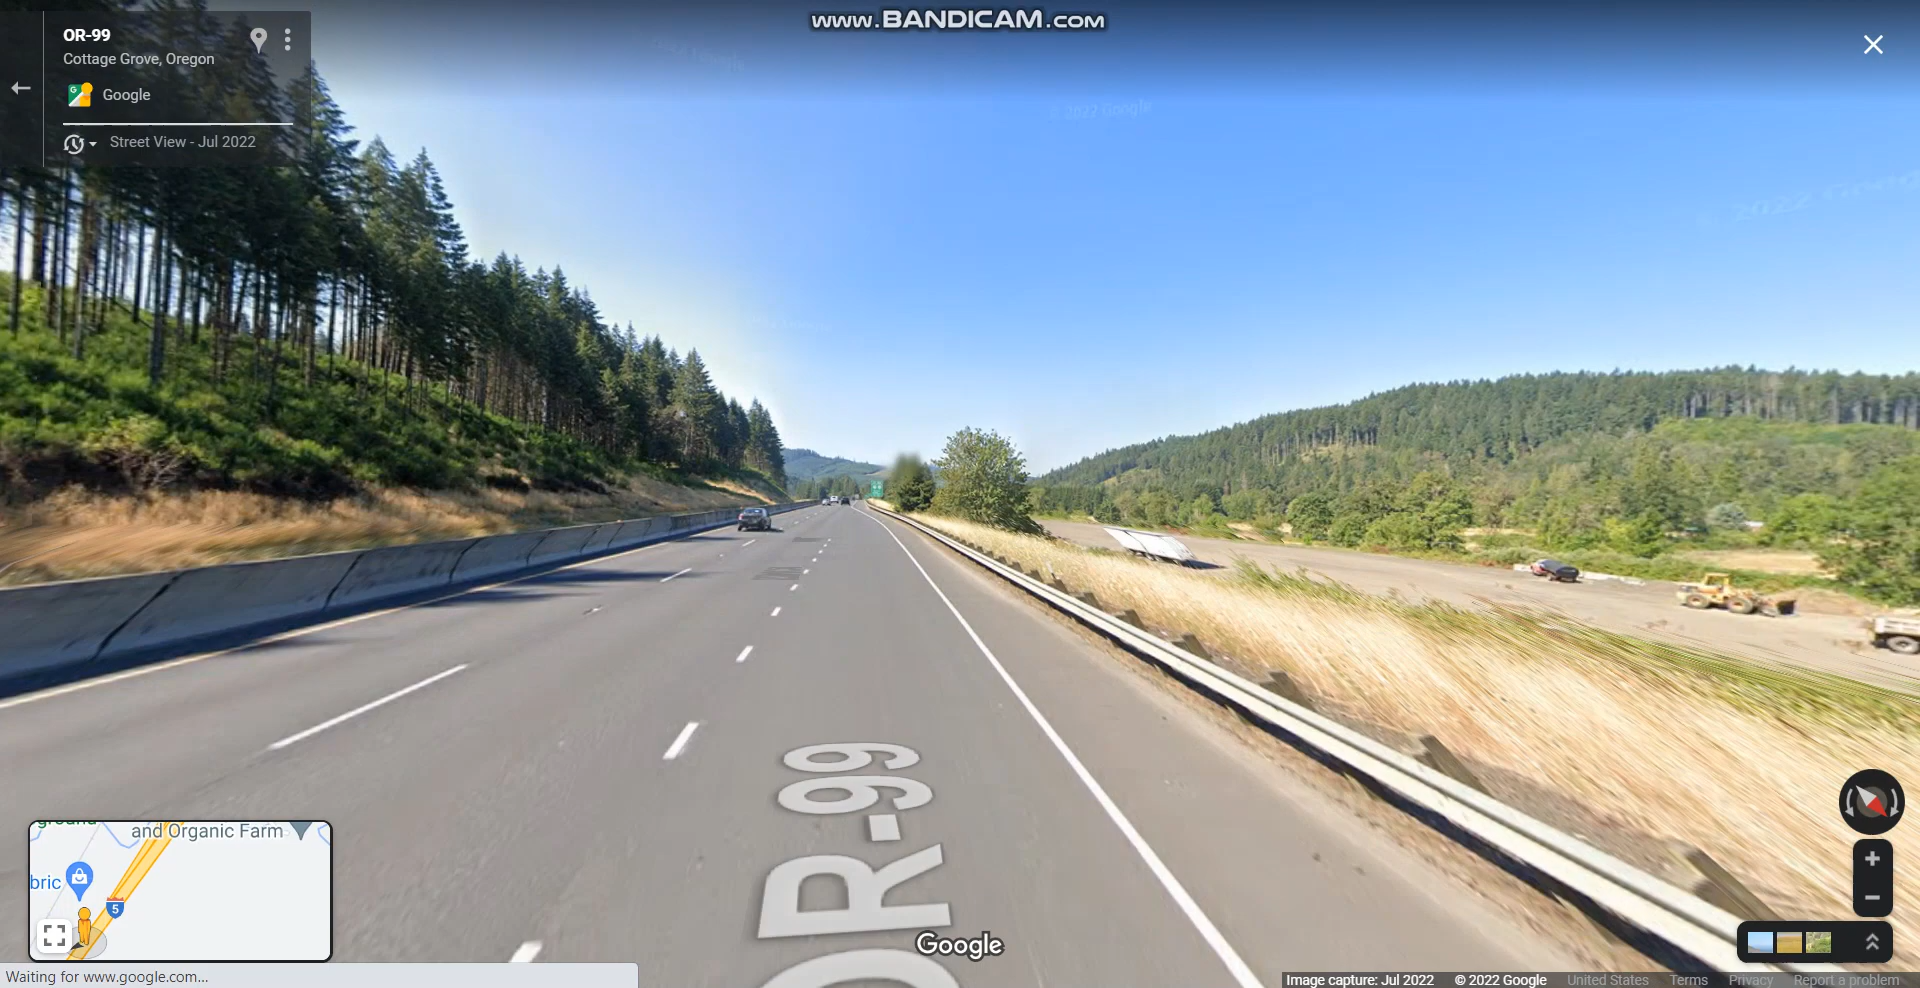 www.BANDICAM.com
OR-99
Cottage Grove, Oregon
Google
Street View - Jul 2022
© 2022 Google
OR-99
and Organic Farm
bric
5
Google
Waiting for www.google.com...
Image capture: Jul 2022 © 2022 Google United States Terms Privacy Report a problem